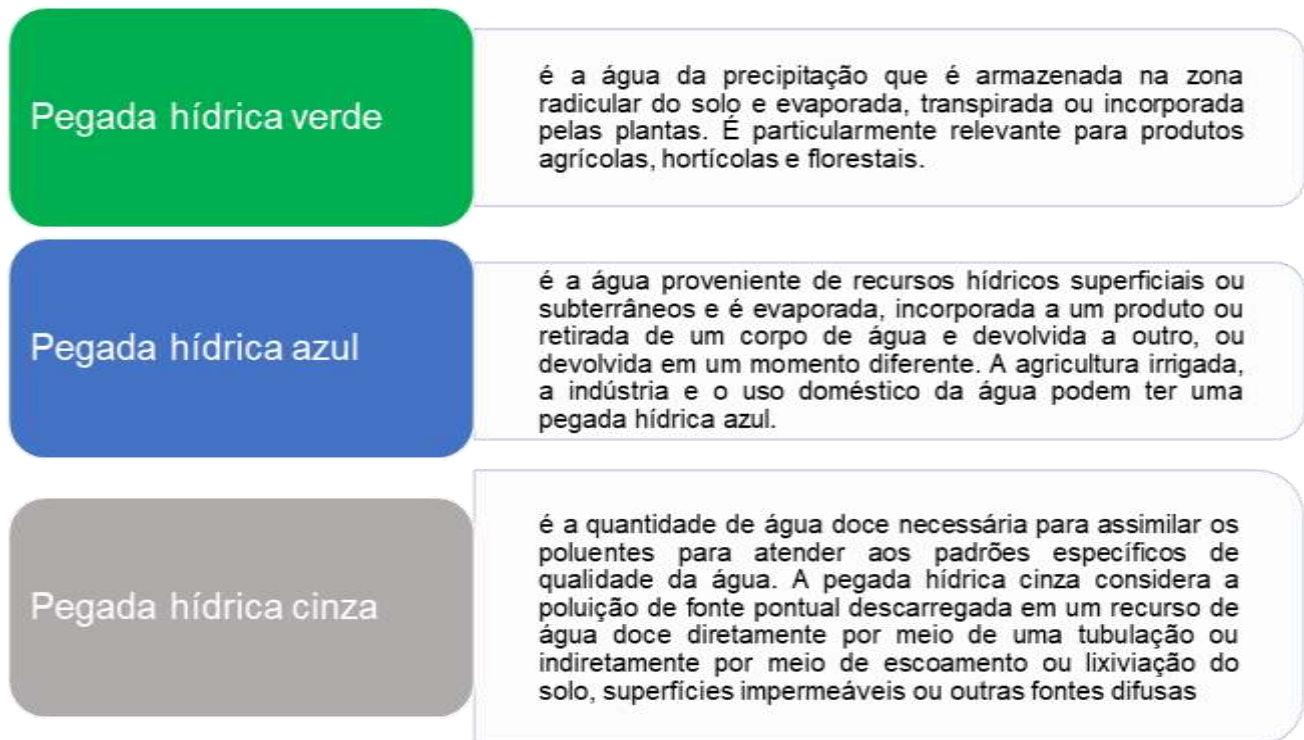 Pegada hídrica verde
é a água da precipitação que é armazenada na zona
radicular do solo e evaporada, transpirada ou incorporada
pelas plantas. É particularmente relevante para produtos
agrícolas, hortícolas e florestais.
Pegada hídrica azul
é a água proveniente de recursos hídricos superficiais ou
subterrâneos e é evaporada, incorporada a um produto ou
retirada de um corpo de água e devolvida a outro, ou
devolvida em um momento diferente. A agricultura irrigada,
a indústria e o uso doméstico da água podem ter uma
pegada hídrica azul.
Pegada hídrica cinza
é a quantidade de água doce necessária para assimilar os
poluentes para atender aos padrões específicos de
qualidade da água. A pegada hídrica cinza considera a
poluição de fonte pontual descarregada em um recurso de
água doce diretamente por meio de uma tubulação ou
indiretamente por meio de escoamento ou lixiviação do
solo, superfícies impermeáveis ou outras fontes difusas